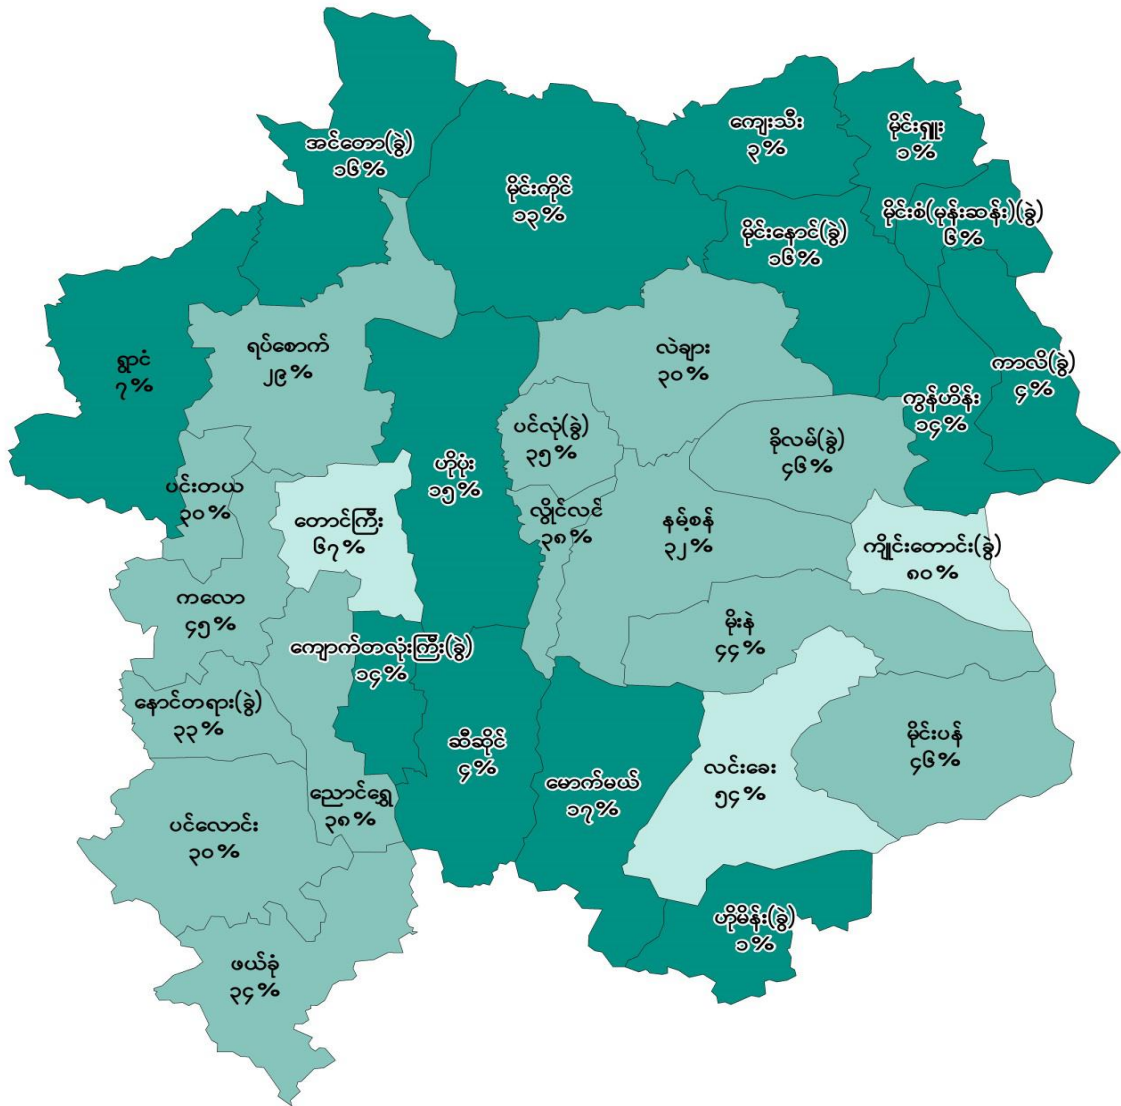 ကျေးသီး
၃%
မိုင်းရှူး
၁%
အင်တော(ခွဲ)
၁၆%
မိုင်းကိုင်
၁၃%
မိုင်းစံ(မုန်းဆန်း)(ခွဲ)
၆%
မိုင်းနောင်(ခွဲ)
၁၆%
ရွာငံ
၇%
ရပ်စောက်
၂၉%
လဲချား
၃၀%
ကာလိ(ခွဲ)
၄%
ကွန်ဟိန်း
၁၄%
ပင်လုံ(ခွဲ)
၃၅%
ခိုလမ်(ခွဲ)
၄၆%
ဟိုပုံး
၁၅%
ပင်းတယ
၃၀%
တောင်ကြီး
၆၇%
လွိုင်လင်
၃၈%
နမ့်စန်
၃၂%
ကျိုင်းတောင်း(ခွဲ)
၈၀%
ကလော
၄၅%
မိုးနဲ
၄၄%
ကျောက်တလုံးကြီး(ခွဲ)
၁၄%
နောင်တရား(ခွဲ)
၃၃%
ဆီဆိုင်
၄%
မိုင်းပန်
၄၆%
လင်းခေး
၅၄%
မောက်မယ်
၁၇%
ညောင်ရွှေ
၃၈%
ပင်လောင်း
၃၀%
ဟိုမိန်း(ခွဲ)
၁%
ဖယ်ခုံ
၃၄%